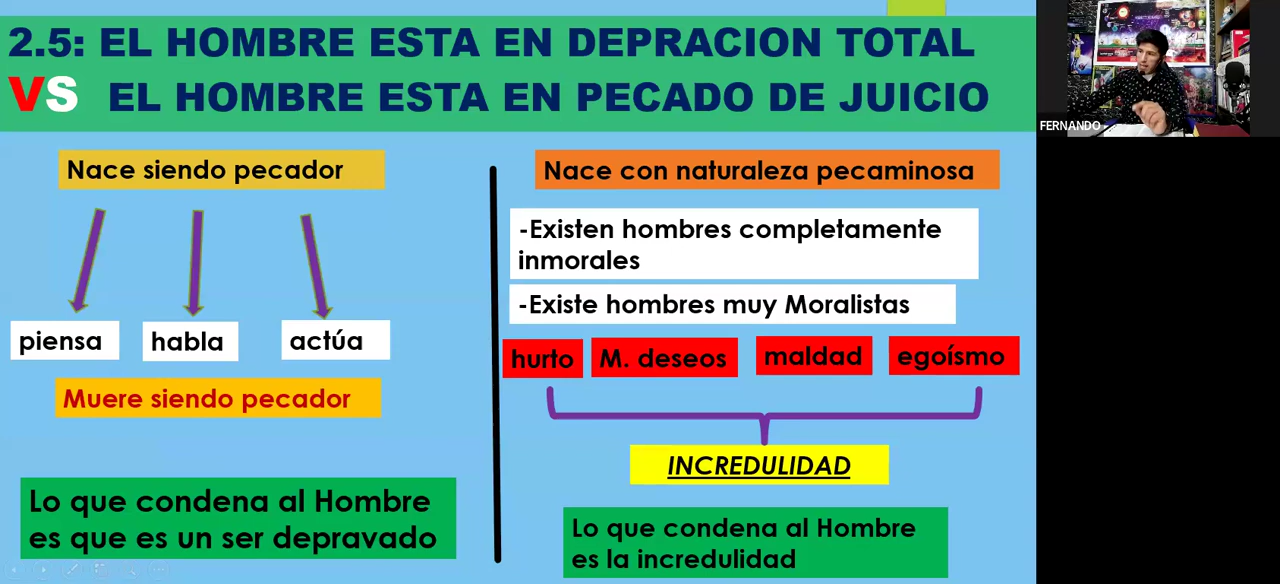 2.5: EL HOMBRE ESTA EN DEPRACION TOTAL
VS EL HOMBRE ESTA EN PECADO DE JUICIO
FERNANDO
Nace siendo pecador
piensa
habla
actúa
Muere siendo pecador
Lo que condena al Hombre
es que es un ser depravado
Nace con naturaleza pecaminosa
-Existen hombres completamente
inmorales
-Existe hombres muy Moralistas
hurto
M. deseos
maldad
egoísmo
INCREDULIDAD
Lo que condena al Hombre
es la incredulidad